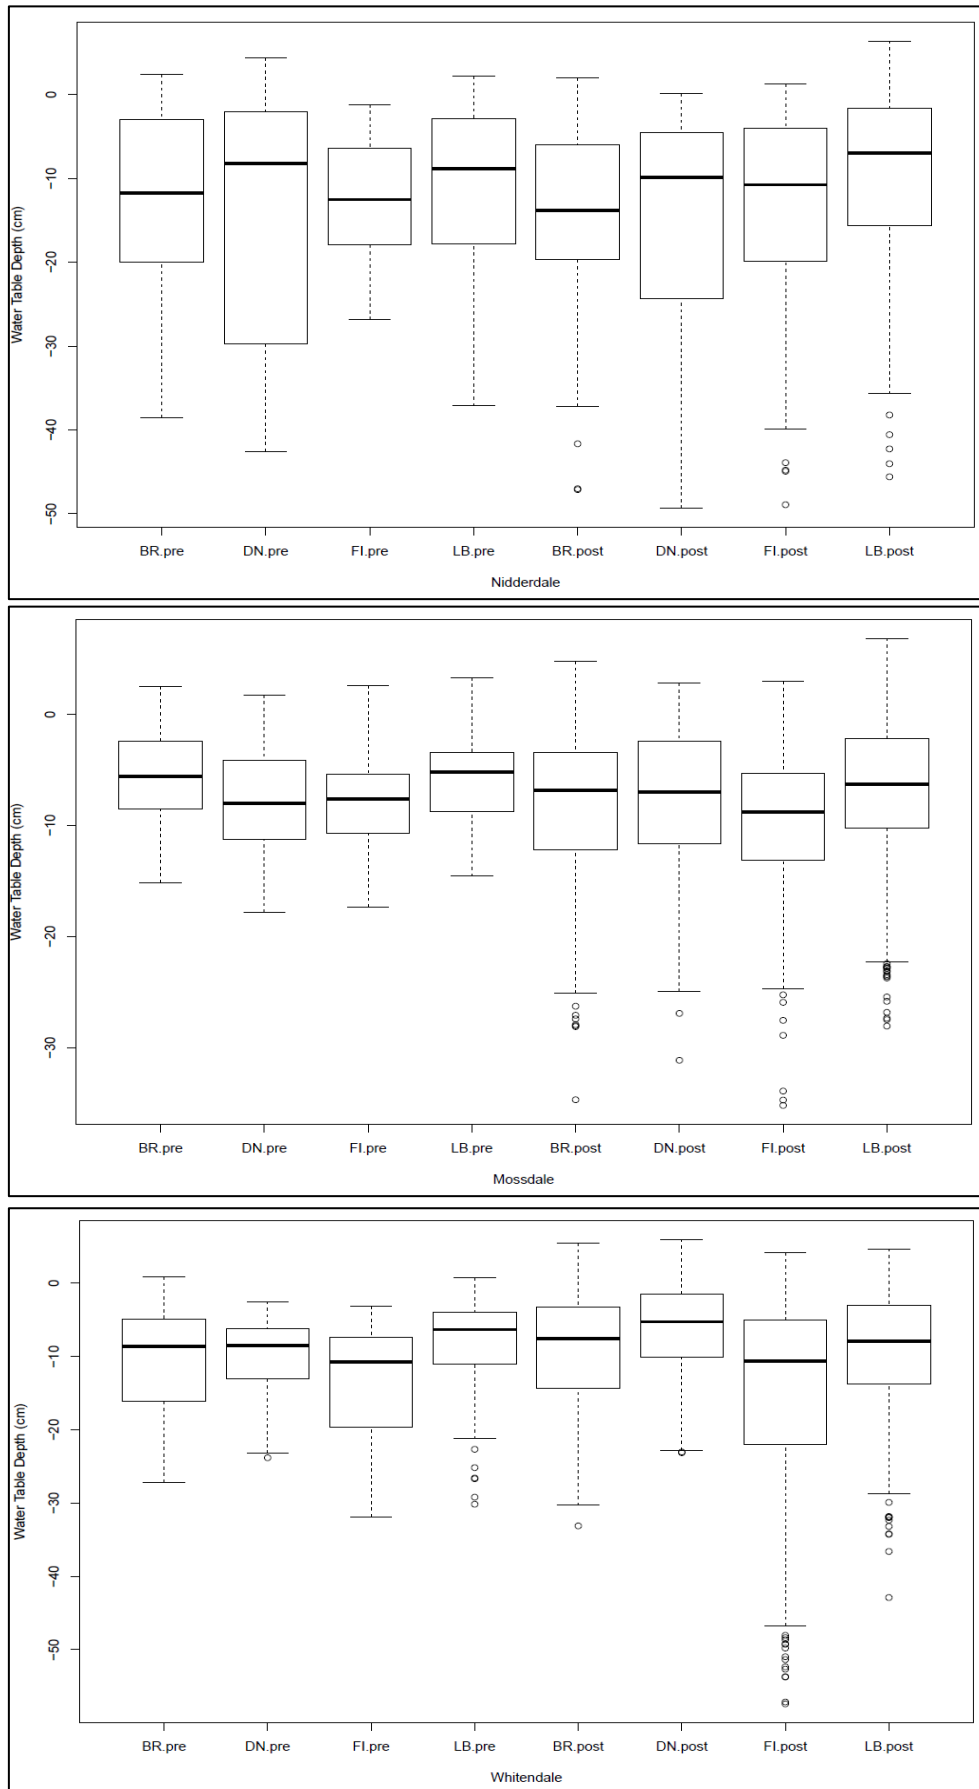 Water Table Depth (cm)
0
−10
−20
−30
−40
−50
BR.pre DN.pre FI.pre LB.pre BR.post DN.post FI.post LB.post
Nidderdale
Water Table Depth (cm)
0
−10
−20
−30
BR.pre DN.pre FI.pre LB.pre BR.post DN.post FI.post LB.post
Mossdale
Water Table Depth (cm)
0
−10
−20
−30
−40
−50
BR.pre DN.pre FI.pre LB.pre BR.post DN.post FI.post LB.post
Whitendale